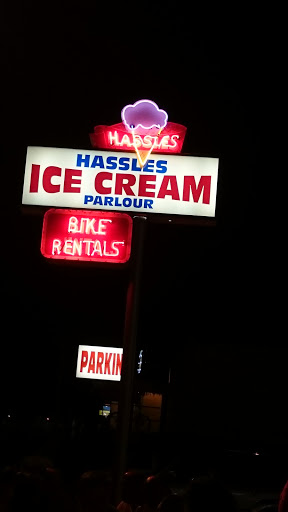 HASSLES
HASSLES
ICE CREAM
PARLOUR
BIKE
RENTALS
PARKIN